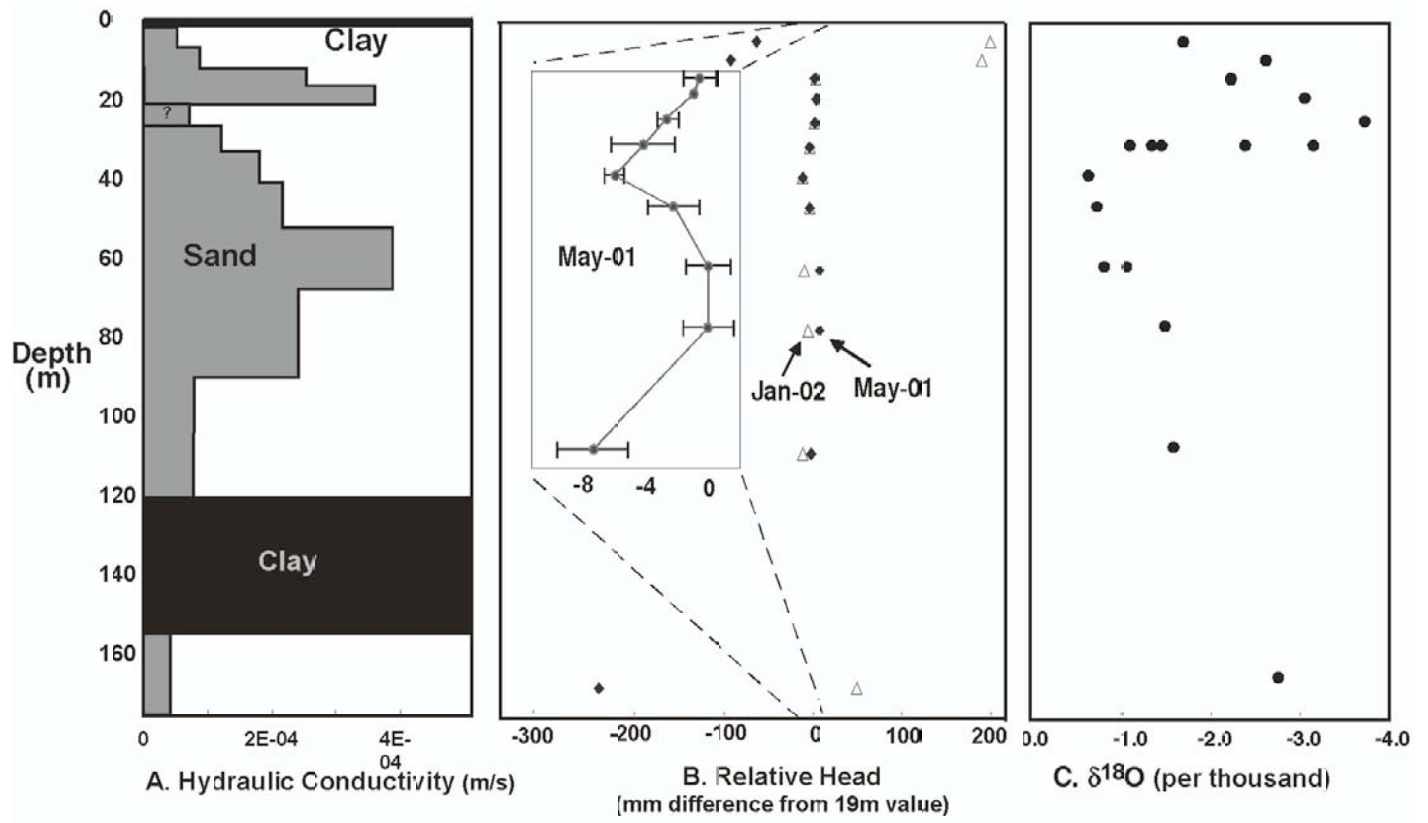 0
20
40
60
80
100
120
140
160
Depth
(m)
Clay
?
Sand
Clay
0 2E-04 4E-
04
A. Hydraulic Conductivity (m/s)
May-01
-8 -4 0
Jan-02 May-01
-300 -200 -100 0 100 200
B. Relative Head
(mm difference from 19m value)
0.0 -1.0 -2.0 -3.0 -4.0
C. δ18O (per thousand)